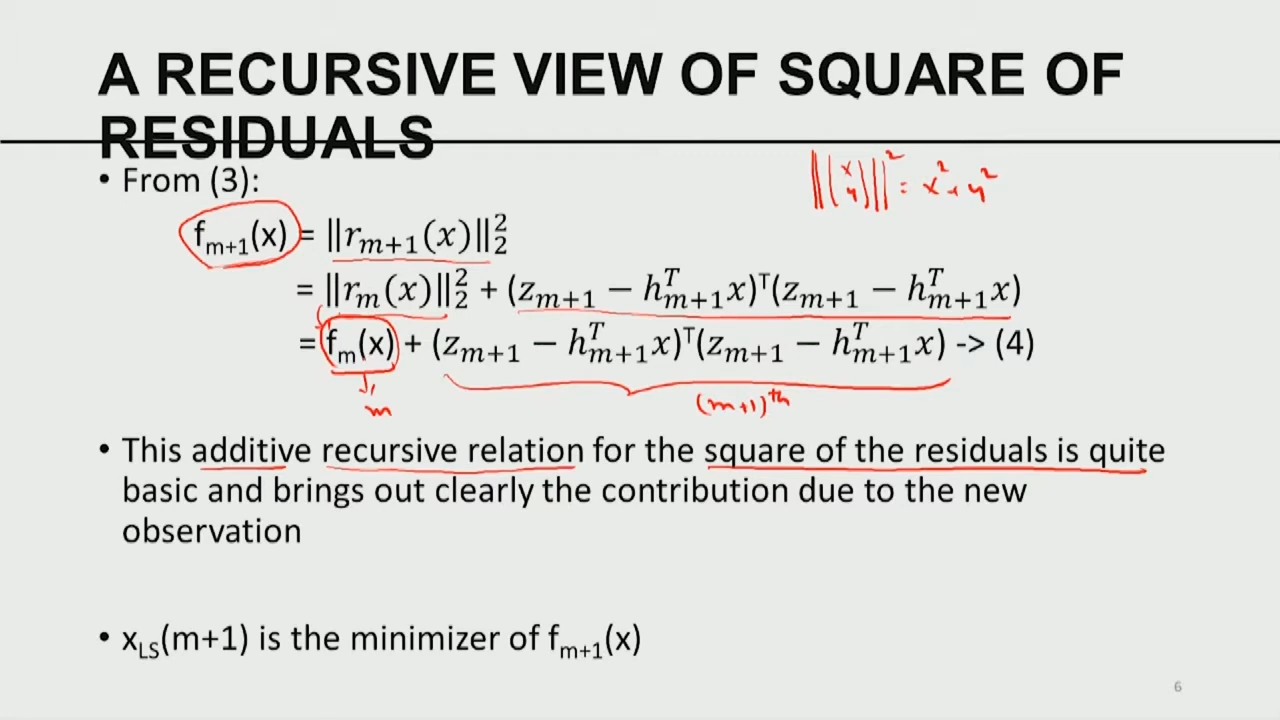 A RECURSIVE VIEW OF SQUARE OF
RESIDUALS
• From (3):
‖(x y)‖² = x² + y²
fₘ₊₁(x) = ‖rₘ₊₁(x)‖₂²
= ‖rₘ(x)‖₂² + (zₘ₊₁ − hᵀₘ₊₁x)ᵀ(zₘ₊₁ − hᵀₘ₊₁x)
= fₘ(x) + (zₘ₊₁ − hᵀₘ₊₁x)ᵀ(zₘ₊₁ − hᵀₘ₊₁x) -> (4)
m (m+1)ᵗʰ
• This additive recursive relation for the square of the residuals is quite
basic and brings out clearly the contribution due to the new
observation
• x_LS(m+1) is the minimizer of fₘ₊₁(x)
6